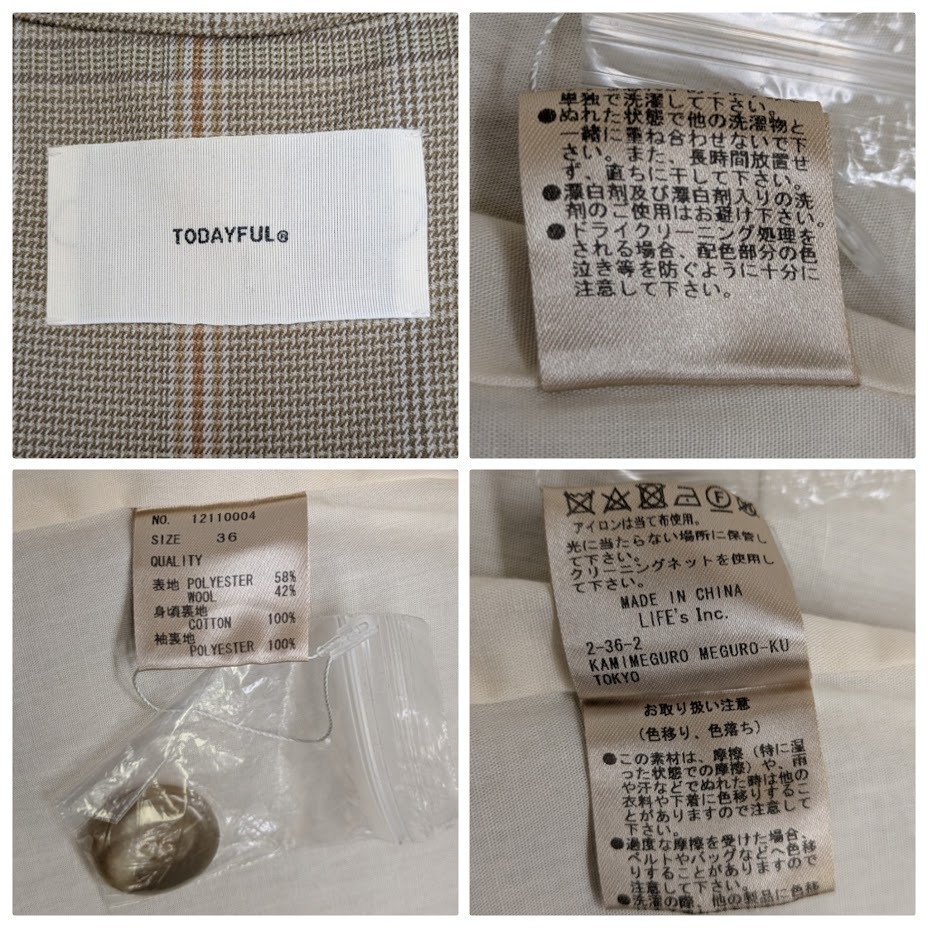 TODAYFUL®
単独で洗濯して下さい。
●ぬれた状態で他の洗濯物と
一緒に重ね合わせないで下
さい。また、長時間放置せ
ず、直ちに干して下さい。
●漂白剤及び漂白剤入りの洗
剤のご使用はお避け下さい。
●ドライクリーニング処理を
される場合、配色部分の色
泣き等を防ぐように十分に
注意して下さい。
NO. 12110004
SIZE 36
QUALITY
表地 POLYESTER 58%
WOOL 42%
身頃裏地
COTTON 100%
袖裏地
POLYESTER 100%
F
アイロンは当て布使用。
光に当たらない場所に保管し
て下さい。
クリーニングネットを使用し
て下さい。
MADE IN CHINA
LIFE's Inc.
2-36-2
KAMIMEGURO MEGURO-KU
TOKYO
お取り扱い注意
(色移り、色落ち)
●この素材は、摩擦(特に湿
った状態での摩擦)や、雨
や汗などでぬれた時は他の
衣料や下着に色移りするこ
とがありますので注意して
下さい。
●過度な摩擦を受けた場合、
ベルトやバッグなどへ色移
りすることがありますので
注意して下さい。
●洗濯の際、他の製品に色移